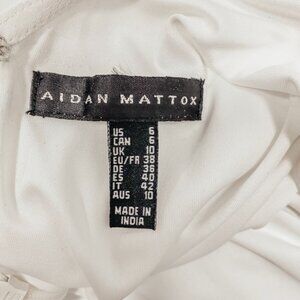 AIDAN MATTOX
US 6
CAN 6
UK 10
EU/FR 38
DE 36
ES 40
IT 42
AUS 10
MADE IN
INDIA